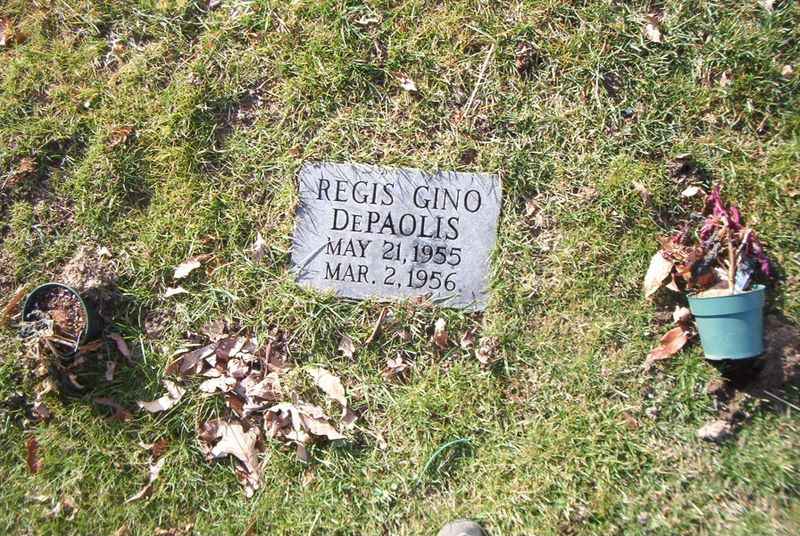 REGIS GINO
DEPAOLIS
MAY 21, 1955
MAR. 2, 1956.